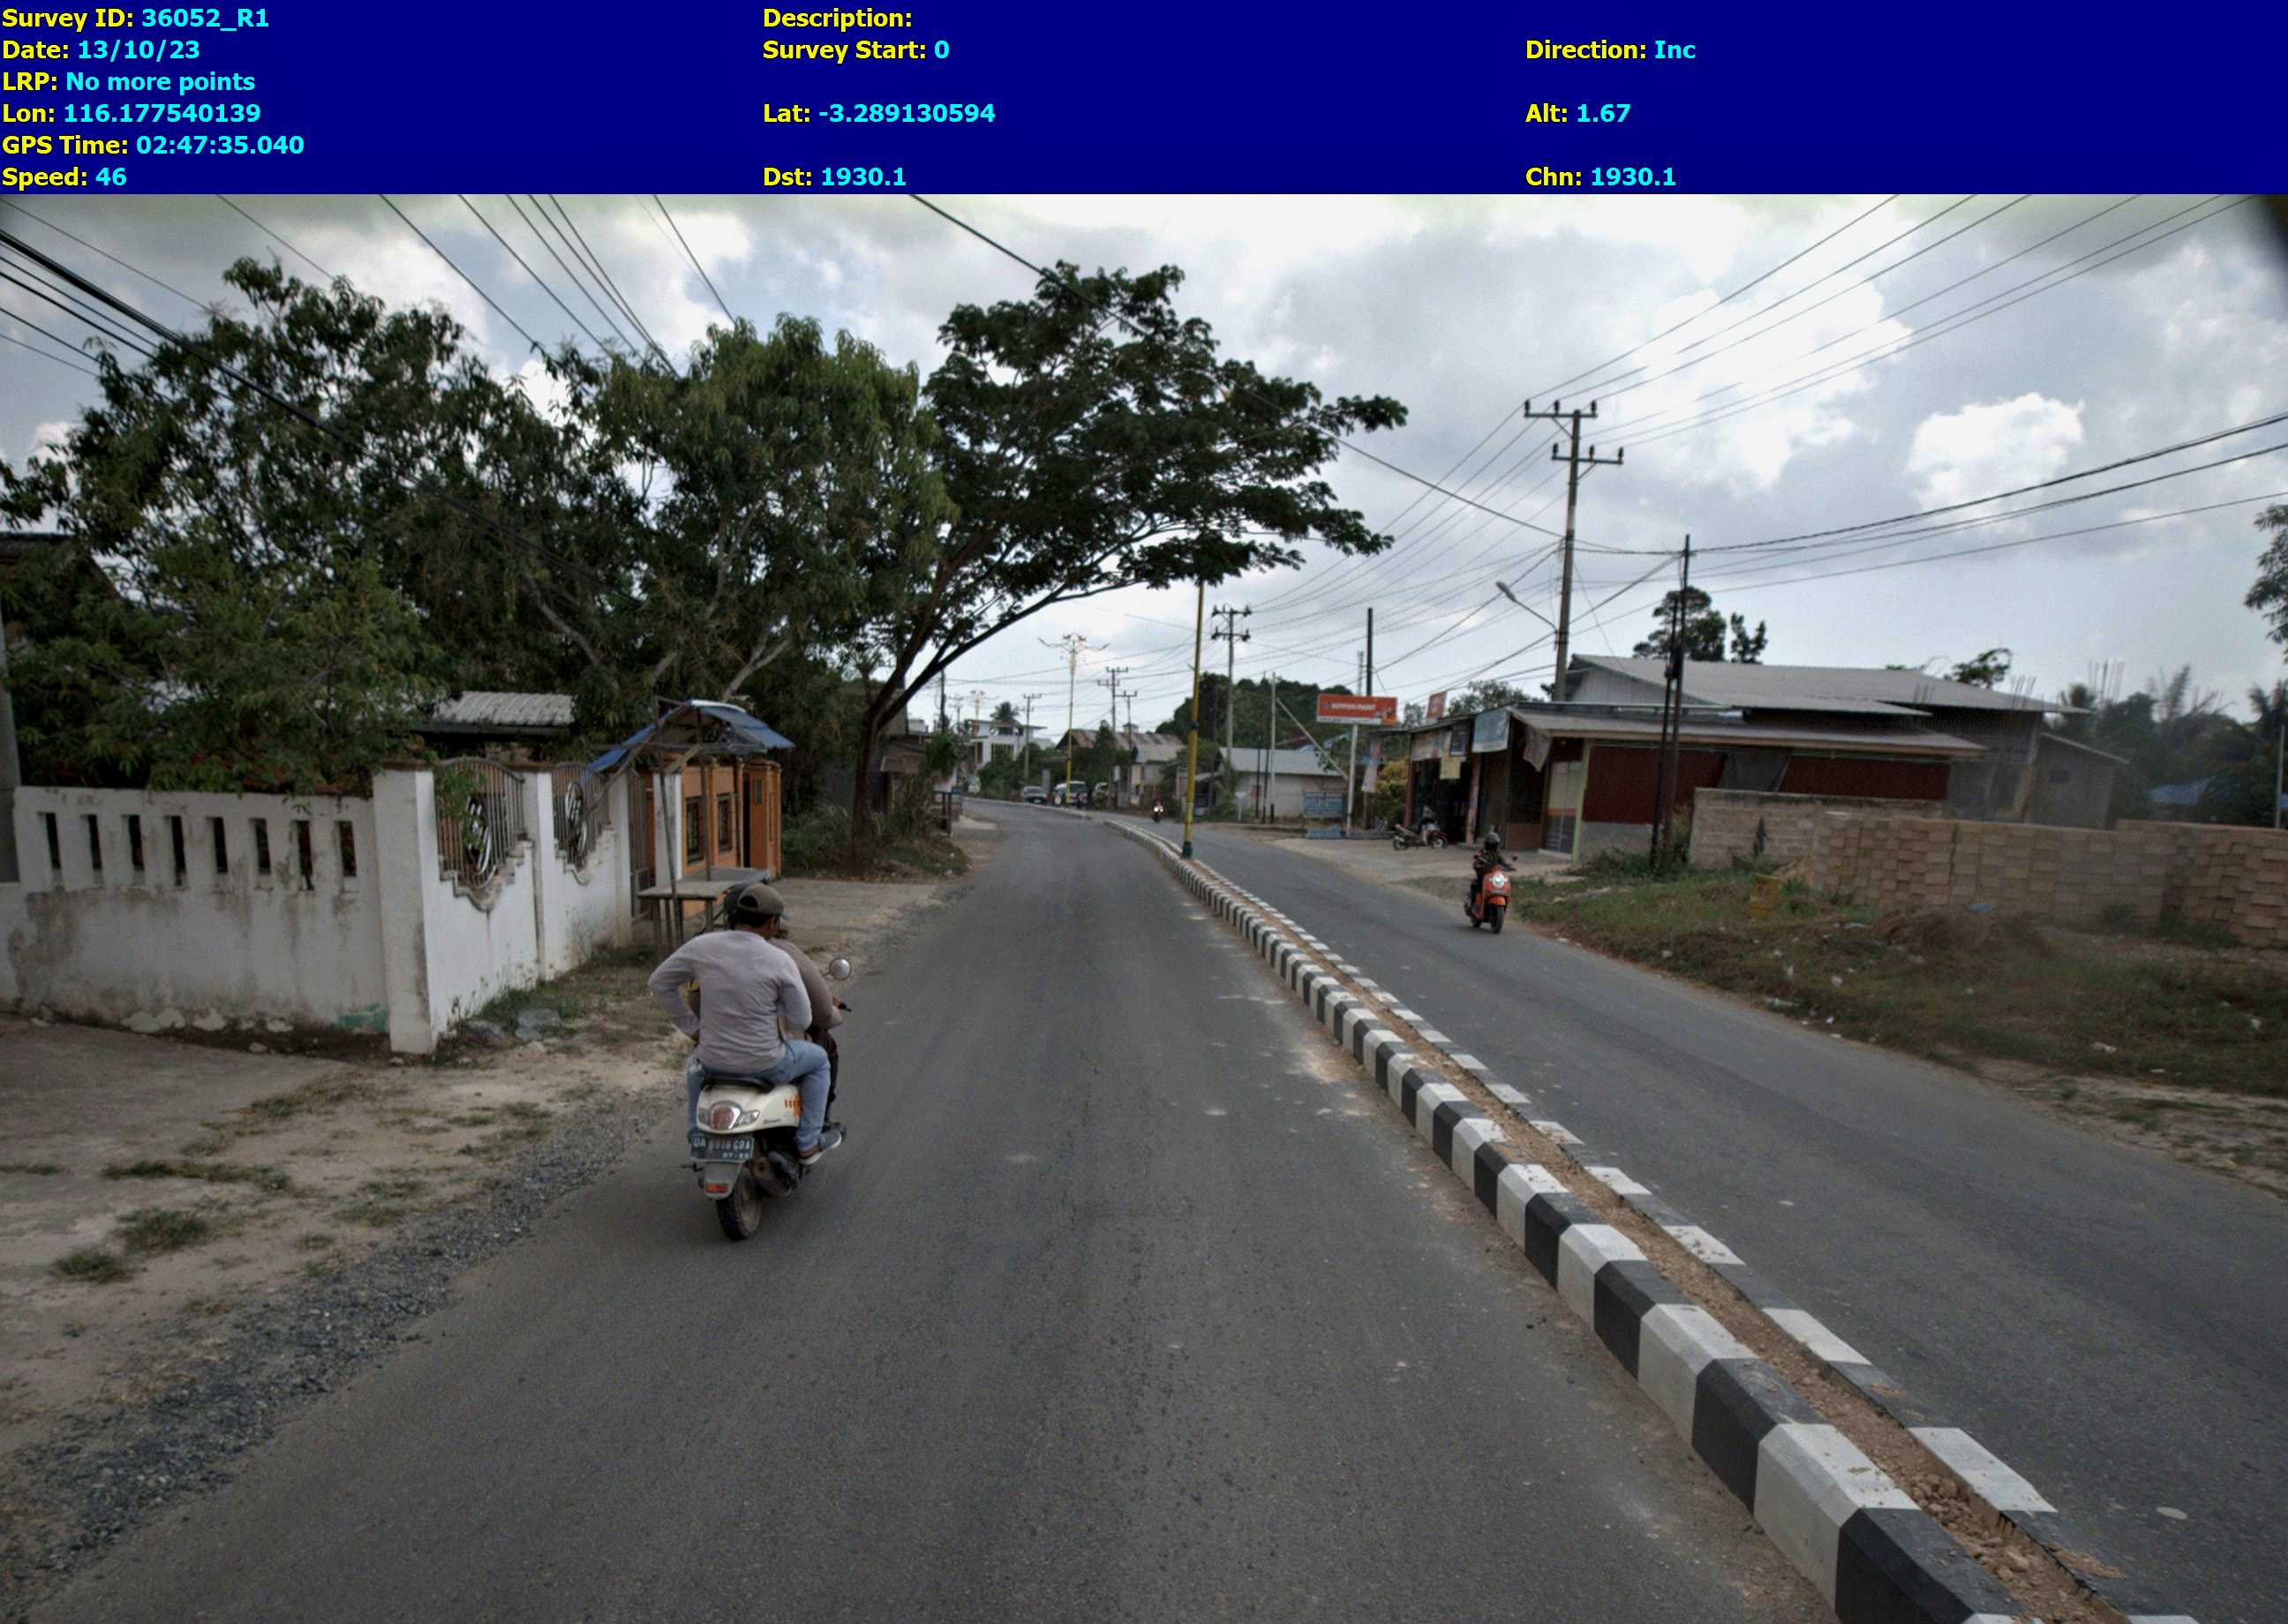 Survey ID: 36052_R1
Description:
Date: 13/10/23
Survey Start: 0
Direction: Inc
LRP: No more points
Lon: 116.177540139
Lat: -3.289130594
Alt: 1.67
GPS Time: 02:47:35.040
Speed: 46
Dst: 1930.1
Chn: 1930.1
NIPPON PAINT